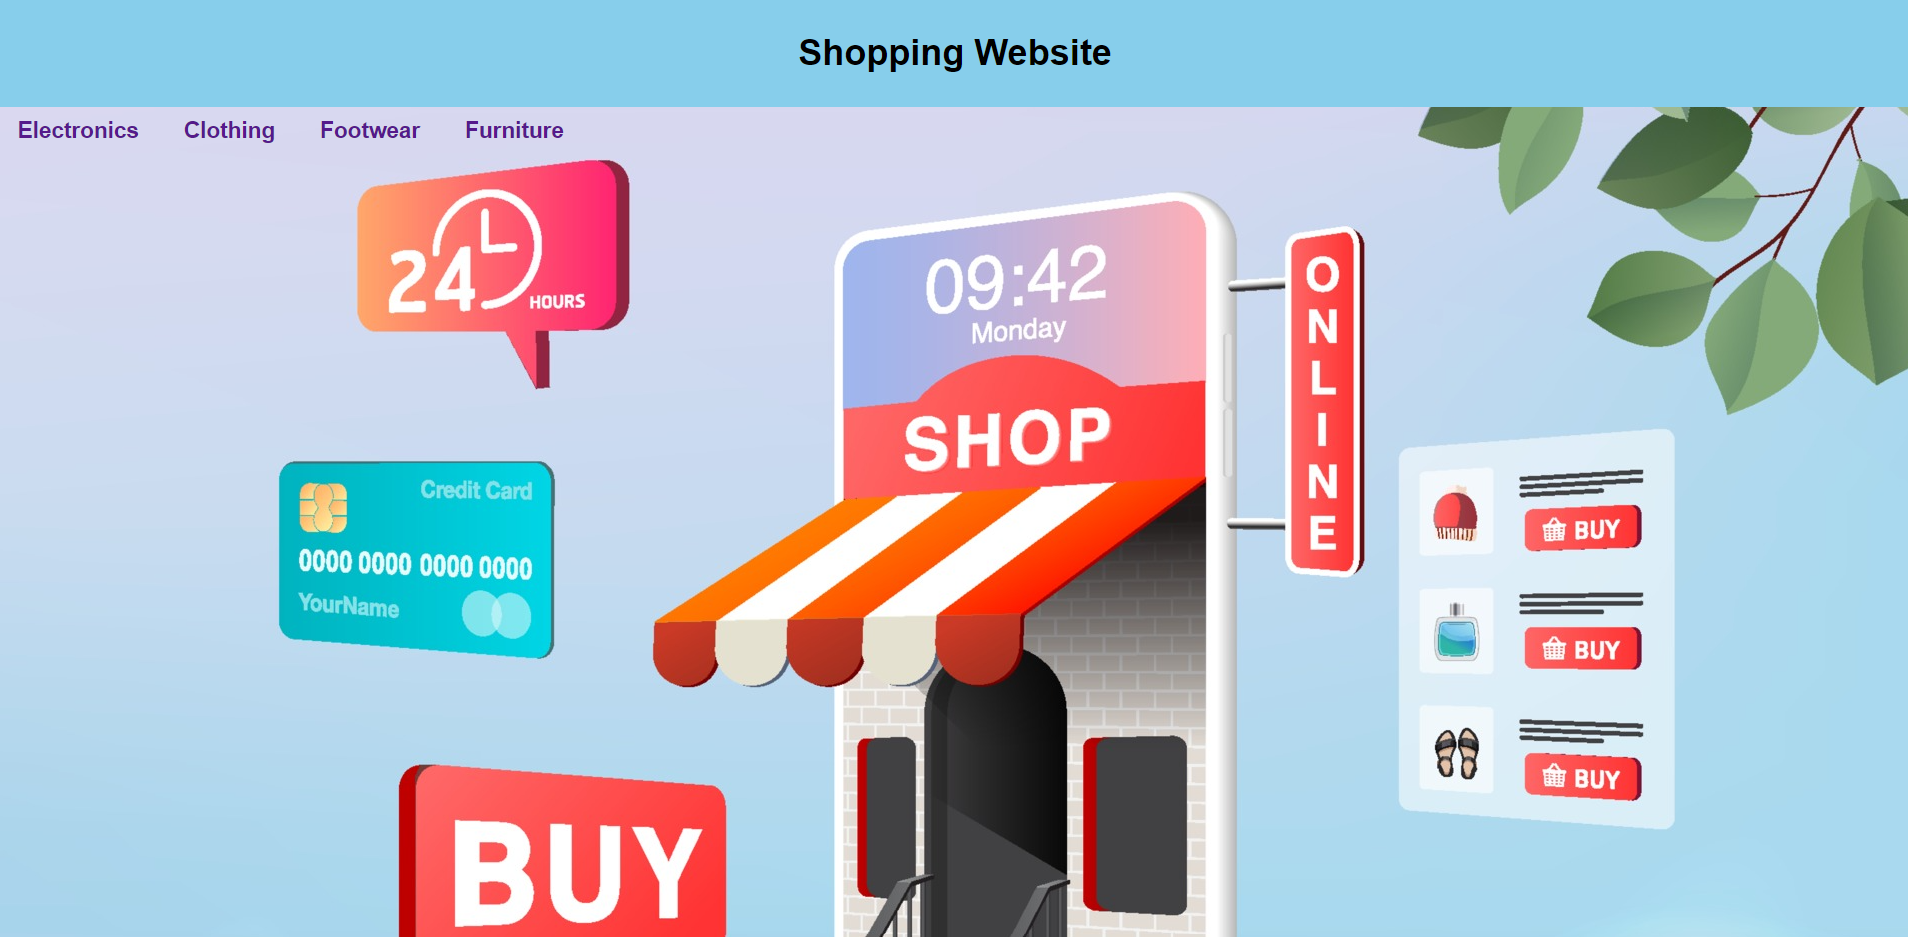 Shopping Website
Electronics Clothing Footwear Furniture
24 HOURS
09:42
Monday
SHOP
ONLINE
Credit Card
0000 0000 0000 0000
YourName
BUY
BUY
BUY
BUY